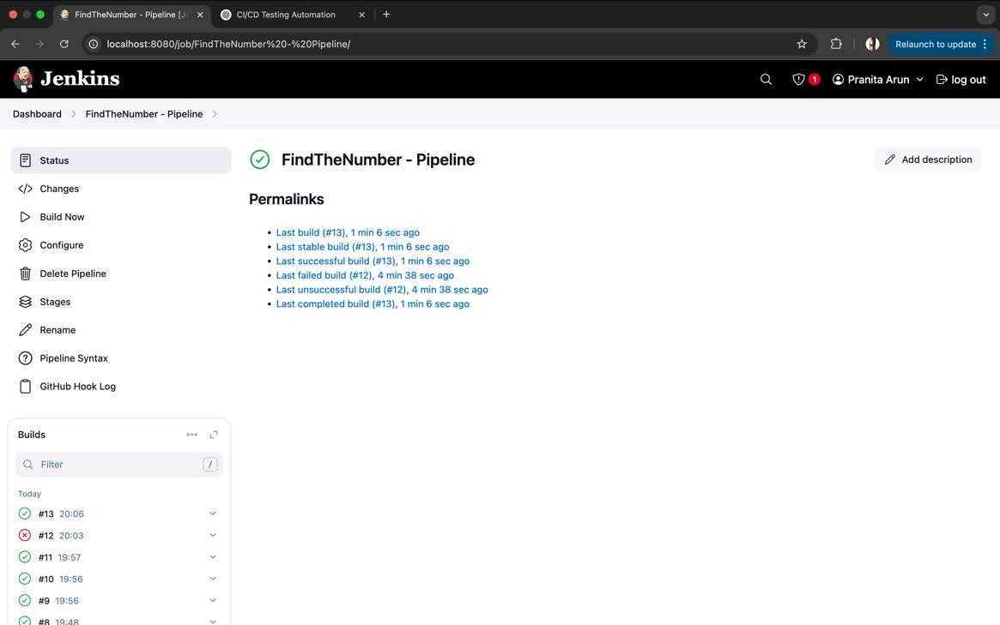 FindTheNumber - Pipeline [Je
CI/CD Testing Automation
localhost:8080/job/FindTheNumber%20-%20Pipeline/
Relaunch to update
Jenkins
1
Pranita Arun
log out
Dashboard
FindTheNumber - Pipeline
Status
Changes
Build Now
Configure
Delete Pipeline
Stages
Rename
Pipeline Syntax
GitHub Hook Log
FindTheNumber - Pipeline
Add description
Permalinks
• Last build (#13), 1 min 6 sec ago
• Last stable build (#13), 1 min 6 sec ago
• Last successful build (#13), 1 min 6 sec ago
• Last failed build (#12), 4 min 38 sec ago
• Last unsuccessful build (#12), 4 min 38 sec ago
• Last completed build (#13), 1 min 6 sec ago
Builds
Filter
/
Today
#13 20:06
#12 20:03
#11 19:57
#10 19:56
#9 19:56
#8 19:48